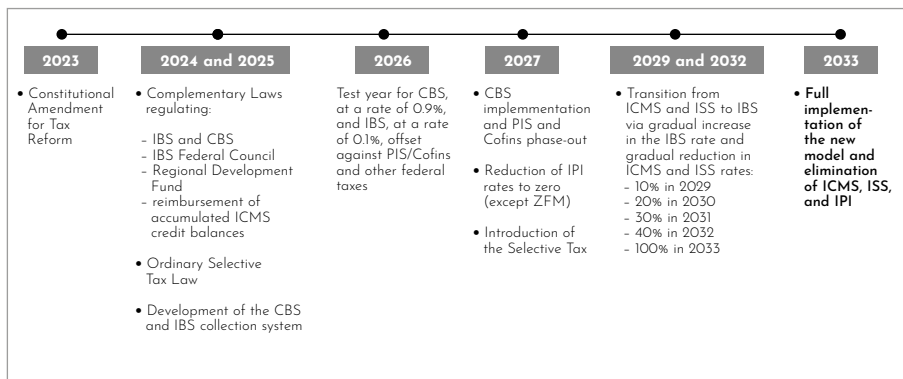 2023
• Constitutional
Amendment
for Tax
Reform
2024 and 2025
• Complementary Laws
regulating:
– IBS and CBS
– IBS Federal Council
– Regional Development
Fund
– reimbursement of
accumulated ICMS
credit balances
• Ordinary Selective
Tax Law
• Development of the CBS
and IBS collection system
2026
Test year for CBS,
at a rate of 0.9%,
and IBS, at a rate
of 0.1%, offset
against PIS/Cofins
and other federal
taxes
2027
• CBS
implemmentation
and PIS and
Cofins phase-out
• Reduction of IPI
rates to zero
(except ZFM)
• Introduction of
the Selective Tax
2029 and 2032
• Transition from
ICMS and ISS to IBS
via gradual increase
in the IBS rate and
gradual reduction in
ICMS and ISS rates:
– 10% in 2029
– 20% in 2030
– 30% in 2031
– 40% in 2032
– 100% in 2033
2033
• Full
implemen-
tation of
the new
model and
elimination
of ICMS, ISS,
and IPI